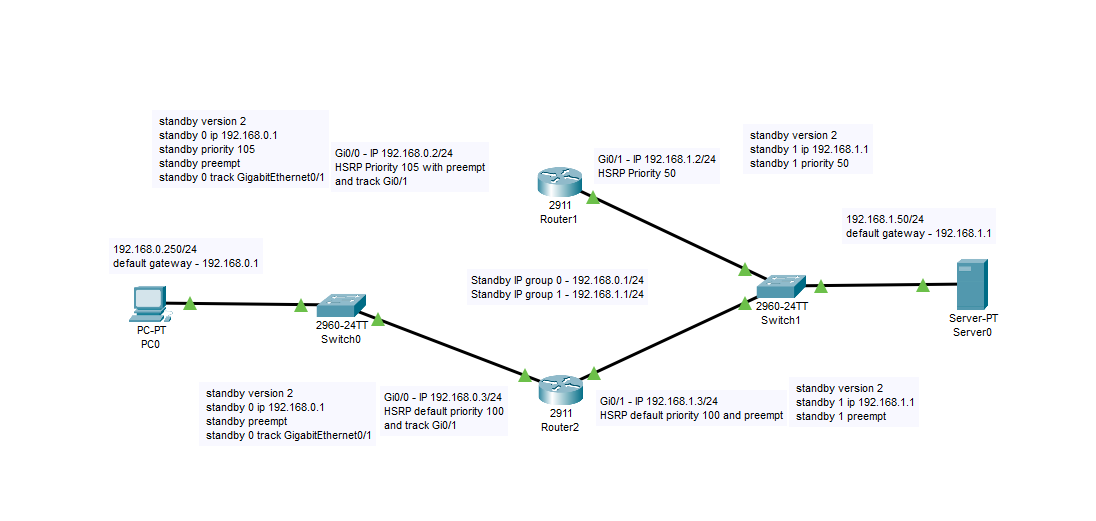 standby version 2
standby 0 ip 192.168.0.1
standby priority 105
standby preempt
standby 0 track GigabitEthernet0/1
Gi0/0 - IP 192.168.0.2/24
HSRP Priority 105 with preempt
and track Gi0/1
Gi0/1 - IP 192.168.1.2/24
HSRP Priority 50
standby version 2
standby 1 ip 192.168.1.1
standby 1 priority 50
2911
Router1
192.168.1.50/24
default gateway - 192.168.1.1
192.168.0.250/24
default gateway - 192.168.0.1
Standby IP group 0 - 192.168.0.1/24
Standby IP group 1 - 192.168.1.1/24
PC-PT
PC0
2960-24TT
Switch0
2960-24TT
Switch1
Server-PT
Server0
standby version 2
standby 0 ip 192.168.0.1
standby preempt
standby 0 track GigabitEthernet0/1
Gi0/0 - IP 192.168.0.3/24
HSRP default priority 100
and track Gi0/1
2911
Router2
Gi0/1 - IP 192.168.1.3/24
HSRP default priority 100 and preempt
standby version 2
standby 1 ip 192.168.1.1
standby 1 preempt